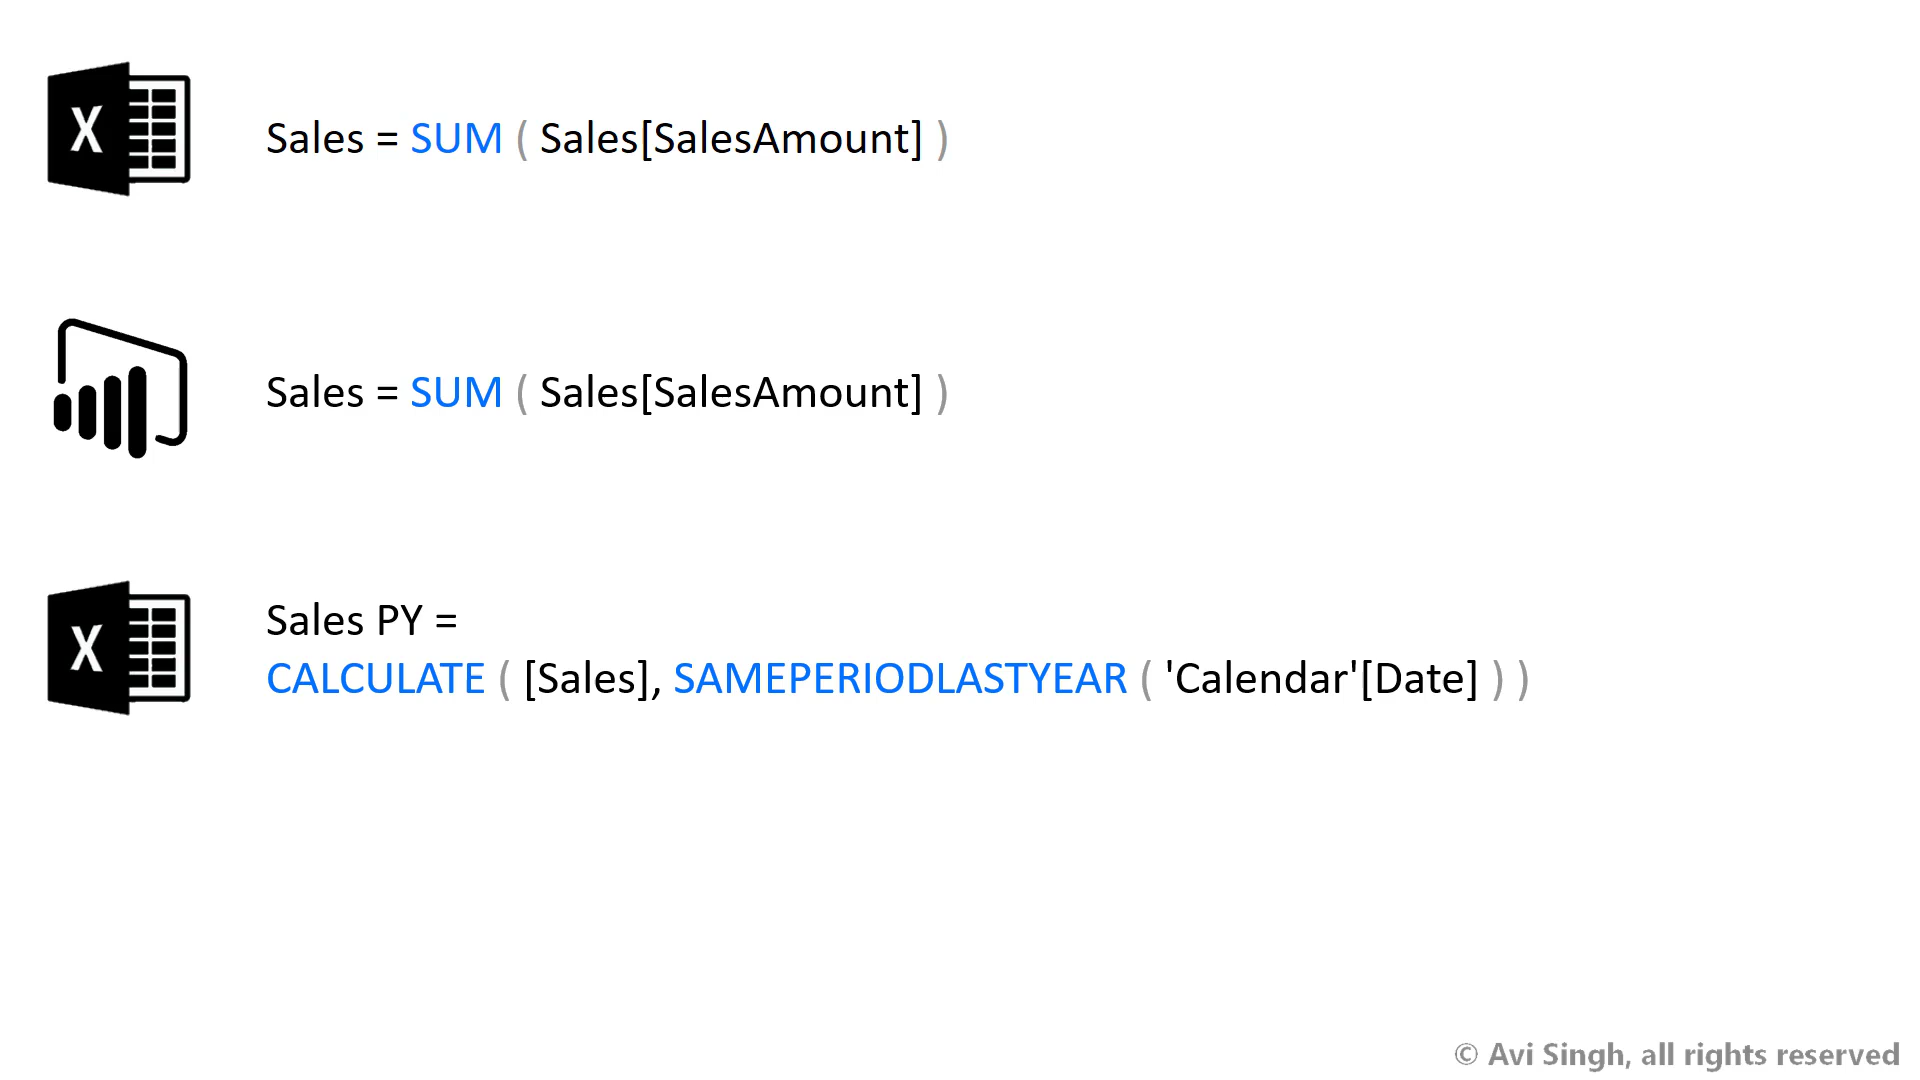 X
Sales = SUM ( Sales[SalesAmount] )
Sales = SUM ( Sales[SalesAmount] )
X
Sales PY =
CALCULATE ( [Sales], SAMEPERIODLASTYEAR ( 'Calendar'[Date] ) )
© Avi Singh, all rights reserved